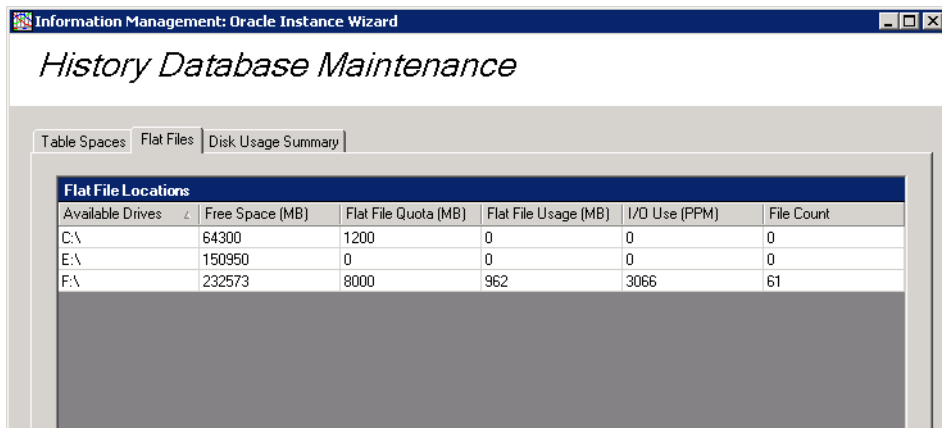 Information Management: Oracle Instance Wizard
History Database Maintenance
Table Spaces Flat Files Disk Usage Summary
Flat File Locations
Available Drives Free Space (MB) Flat File Quota (MB) Flat File Usage (MB) I/O Use (PPM) File Count
C:\ 64300 1200 0 0 0
E:\ 150950 0 0 0 0
F:\ 232573 8000 962 3066 61